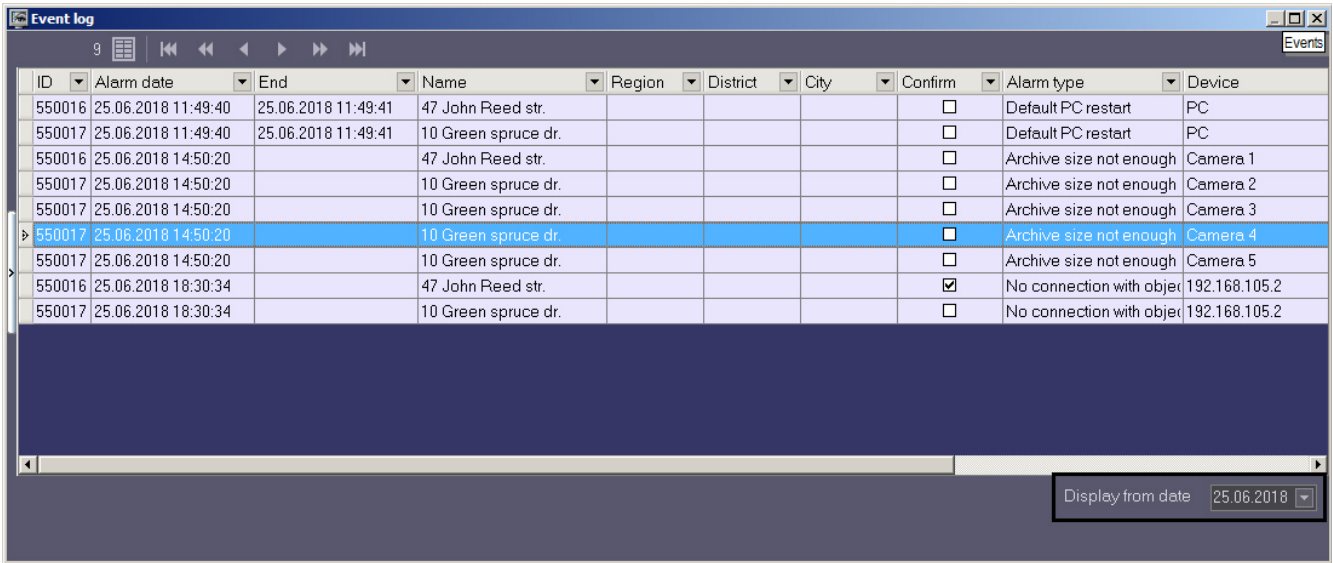 Event log
Events
9
ID Alarm date End Name Region District City Confirm Alarm type Device
550016 25.06.2018 11:49:40 25.06.2018 11:49:41 47 John Reed str. Default PC restart PC
550017 25.06.2018 11:49:40 25.06.2018 11:49:41 10 Green spruce dr. Default PC restart PC
550016 25.06.2018 14:50:20 47 John Reed str. Archive size not enough Camera 1
550017 25.06.2018 14:50:20 10 Green spruce dr. Archive size not enough Camera 2
550017 25.06.2018 14:50:20 10 Green spruce dr. Archive size not enough Camera 3
550017 25.06.2018 14:50:20 10 Green spruce dr. Archive size not enough Camera 4
550017 25.06.2018 14:50:20 10 Green spruce dr. Archive size not enough Camera 5
550016 25.06.2018 18:30:34 47 John Reed str. No connection with objec 192.168.105.2
550017 25.06.2018 18:30:34 10 Green spruce dr. No connection with objec 192.168.105.2
Display from date 25.06.2018